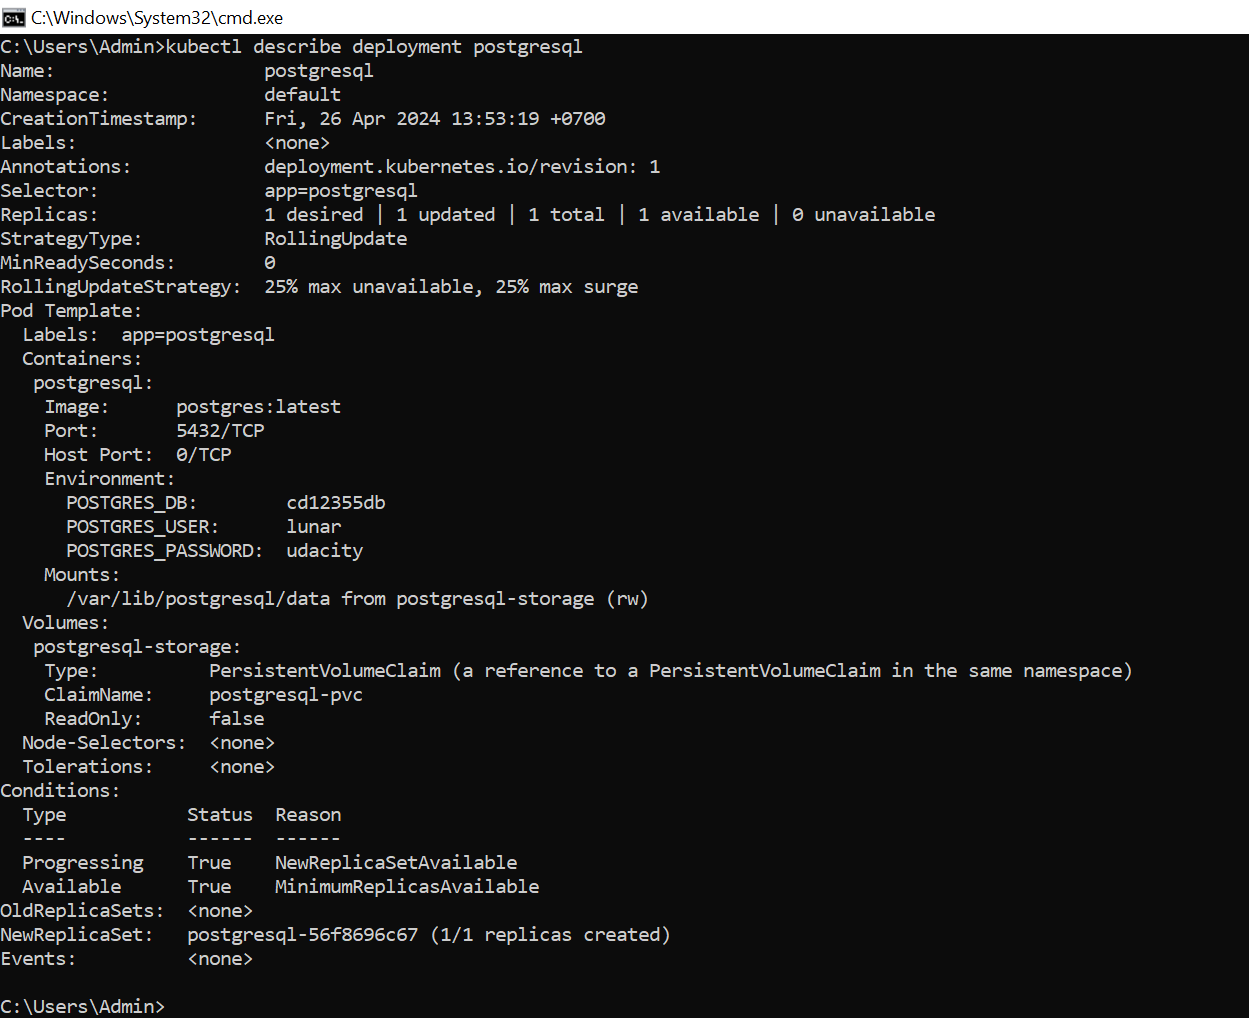 C:\Windows\System32\cmd.exe
C:\Users\Admin>kubectl describe deployment postgresql
Name:                   postgresql
Namespace:              default
CreationTimestamp:      Fri, 26 Apr 2024 13:53:19 +0700
Labels:                 <none>
Annotations:            deployment.kubernetes.io/revision: 1
Selector:               app=postgresql
Replicas:               1 desired | 1 updated | 1 total | 1 available | 0 unavailable
StrategyType:           RollingUpdate
MinReadySeconds:        0
RollingUpdateStrategy:  25% max unavailable, 25% max surge
Pod Template:
  Labels:  app=postgresql
  Containers:
   postgresql:
    Image:      postgres:latest
    Port:       5432/TCP
    Host Port:  0/TCP
    Environment:
      POSTGRES_DB:        cd12355db
      POSTGRES_USER:      lunar
      POSTGRES_PASSWORD:  udacity
    Mounts:
      /var/lib/postgresql/data from postgresql-storage (rw)
  Volumes:
   postgresql-storage:
    Type:          PersistentVolumeClaim (a reference to a PersistentVolumeClaim in the same namespace)
    ClaimName:     postgresql-pvc
    ReadOnly:      false
  Node-Selectors:  <none>
  Tolerations:     <none>
Conditions:
  Type           Status  Reason
  ----           ------  ------
  Progressing    True    NewReplicaSetAvailable
  Available      True    MinimumReplicasAvailable
OldReplicaSets:  <none>
NewReplicaSet:   postgresql-56f8696c67 (1/1 replicas created)
Events:          <none>
C:\Users\Admin>